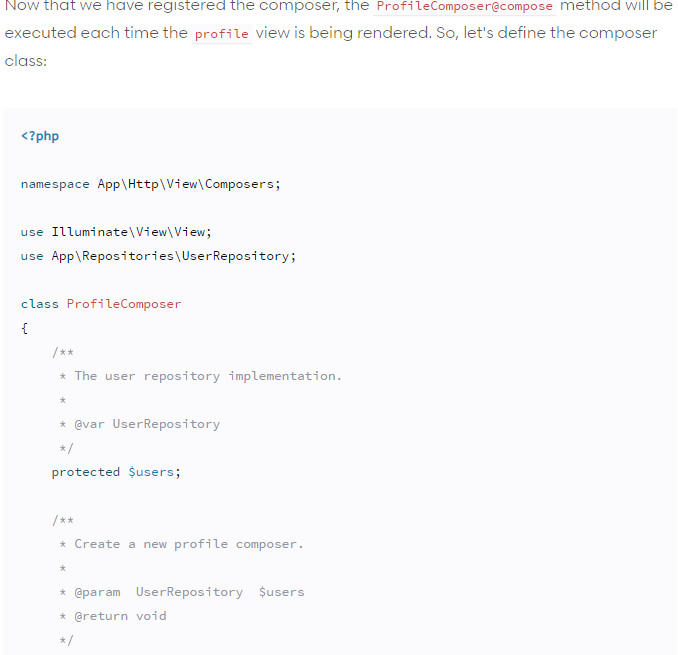 Now that we have registered the composer, the ProfileComposer@compose method will be
executed each time the profile view is being rendered. So, let's define the composer
class:
<?php
namespace App\Http\View\Composers;
use Illuminate\View\View;
use App\Repositories\UserRepository;
class ProfileComposer
{
    /**
     * The user repository implementation.
     *
     * @var UserRepository
     */
    protected $users;
    /**
     * Create a new profile composer.
     *
     * @param  UserRepository  $users
     * @return void
     */